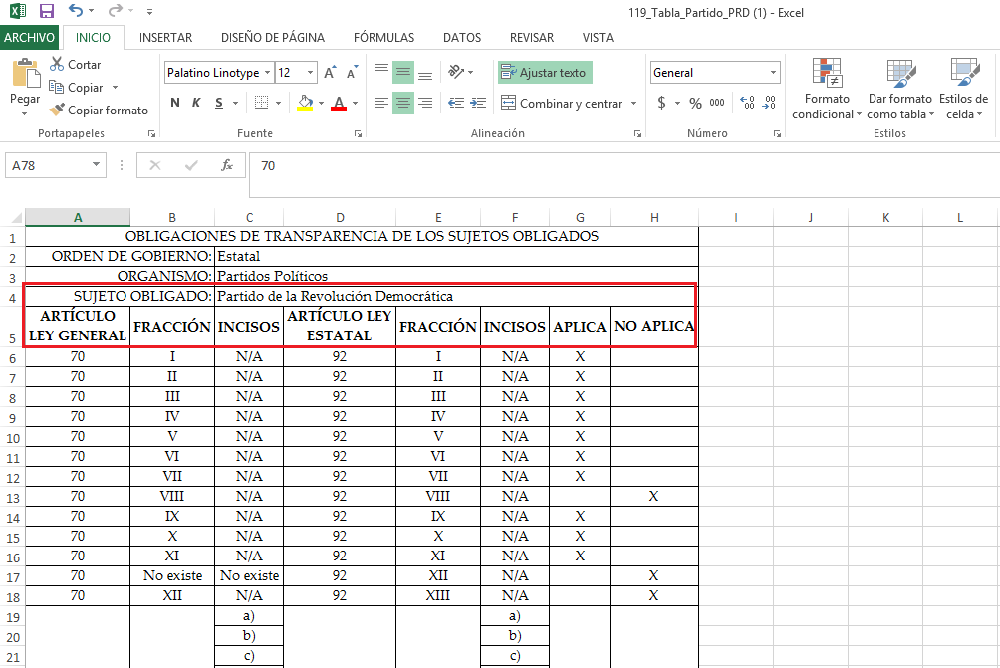 119_Tabla_Partido_PRD (1) - Excel
ARCHIVO INICIO INSERTAR DISEÑO DE PÁGINA FÓRMULAS DATOS REVISAR VISTA
Pegar
Cortar
Copiar
Copiar formato
Portapapeles
Palatino Linotype 12
N K S
Fuente
Ajustar texto
Combinar y centrar
Alineación
General
$ % 000
Número
Formato condicional
Dar formato como tabla
Estilos de celda
Estilos
A78 fx 70
A B C D E F G H I J K L
1 OBLIGACIONES DE TRANSPARENCIA DE LOS SUJETOS OBLIGADOS
2 ORDEN DE GOBIERNO: Estatal
3 ORGANISMO: Partidos Políticos
4 SUJETO OBLIGADO: Partido de la Revolución Democrática
5 ARTÍCULO LEY GENERAL FRACCIÓN INCISOS ARTÍCULO LEY ESTATAL FRACCIÓN INCISOS APLICA NO APLICA
6 70 I N/A 92 I N/A X
7 70 II N/A 92 II N/A X
8 70 III N/A 92 III N/A X
9 70 IV N/A 92 IV N/A X
10 70 V N/A 92 V N/A X
11 70 VI N/A 92 VI N/A X
12 70 VII N/A 92 VII N/A X
13 70 VIII N/A 92 VIII N/A X
14 70 IX N/A 92 IX N/A X
15 70 X N/A 92 X N/A X
16 70 XI N/A 92 XI N/A X
17 70 No existe No existe 92 XII N/A X
18 70 XII N/A 92 XIII N/A X
19 a) a)
20 b) b)
21 c) c)